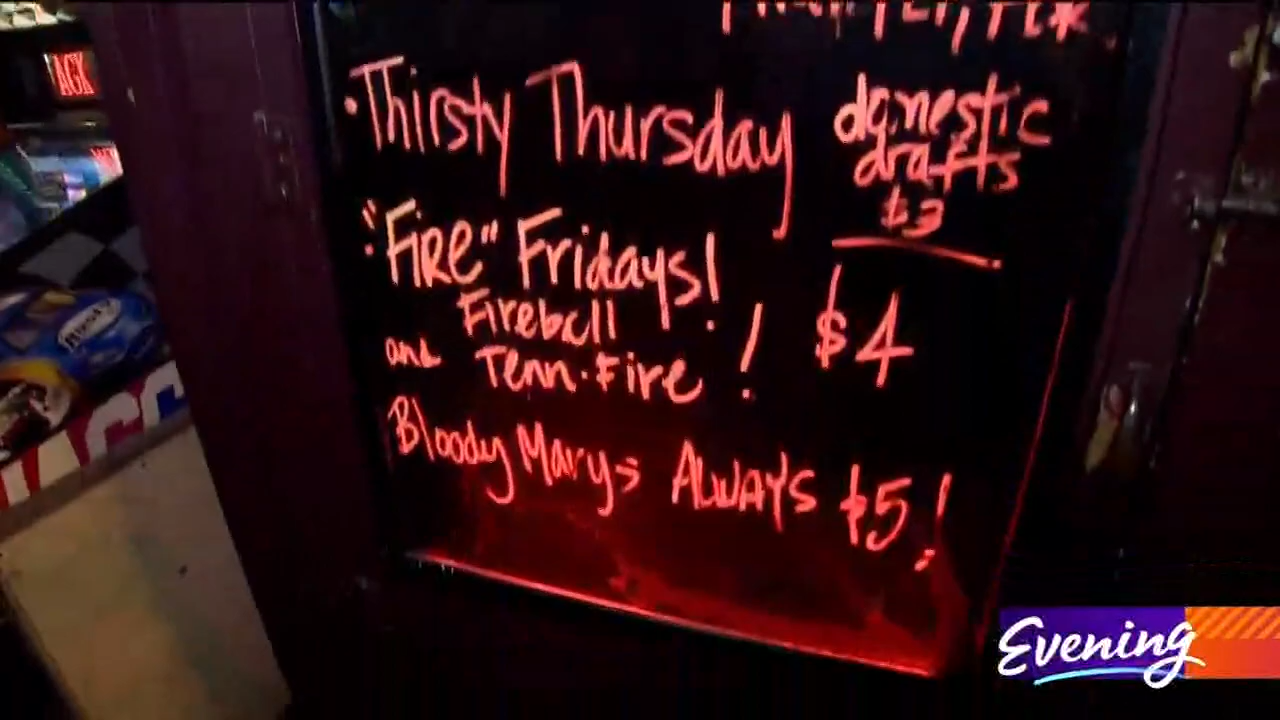 Thirsty Thursday domestic drafts $3
"FiRE" Fridays!
Fireball
and Tenn.Fire ! $4
Bloody Marys ALWAYS $5!
Evening